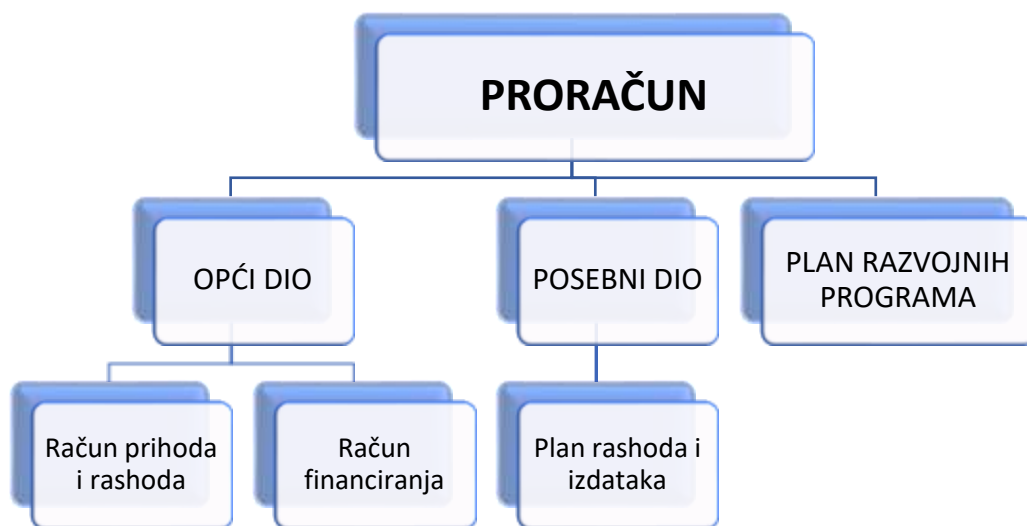 PRORAČUN
OPĆI DIO
POSEBNI DIO
PLAN RAZVOJNIH
PROGRAMA
Račun prihoda
i rashoda
Račun
financiranja
Plan rashoda i
izdataka